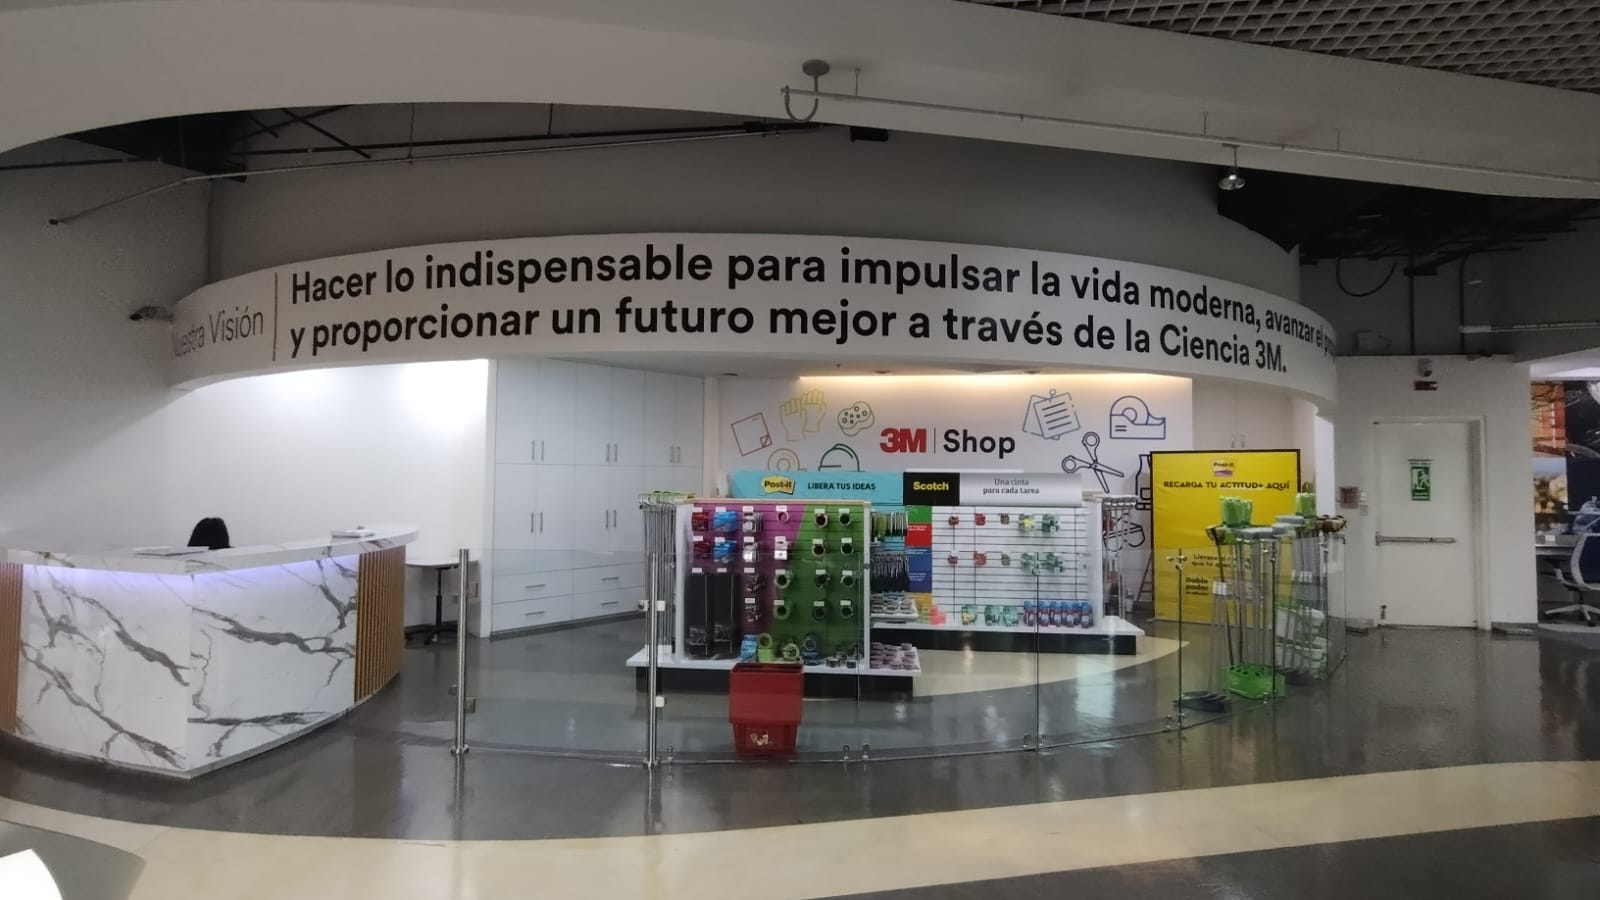 Nuestra Visión
Hacer lo indispensable para impulsar la vida moderna, avanzar el
y proporcionar un futuro mejor a través de la Ciencia 3M.
3M Shop
Post-it
LIBERA TUS IDEAS
Scotch
Una cinta
para cada tarea
Post-it
RECARGA TU ACTITUD+ AQUÍ
Doble
poder